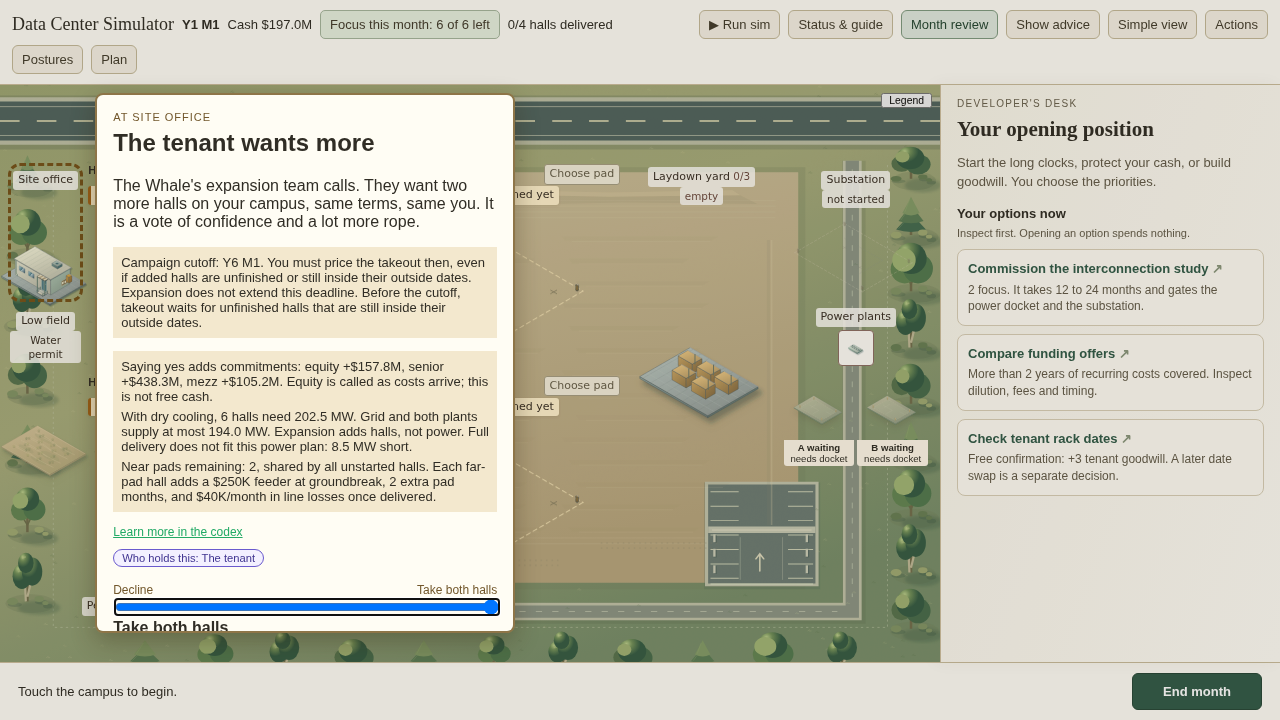 Data Center Simulator Y1 M1 Cash $197.0M Focus this month: 6 of 6 left 0/4 halls delivered ▶ Run sim Status & guide Month review Show advice Simple view Actions
Postures Plan
Legend
AT SITE OFFICE
The tenant wants more
The Whale's expansion team calls. They want two
more halls on your campus, same terms, same you. It
is a vote of confidence and a lot more rope.
Campaign cutoff: Y6 M1. You must price the takeout then, even
if added halls are unfinished or still inside their outside dates.
Expansion does not extend this deadline. Before the cutoff,
takeout waits for unfinished halls that are still inside their
outside dates.
Saying yes adds commitments: equity +$157.8M, senior
+$438.3M, mezz +$105.2M. Equity is called as costs arrive; this
is not free cash.
With dry cooling, 6 halls need 202.5 MW. Grid and both plants
supply at most 194.0 MW. Expansion adds halls, not power. Full
delivery does not fit this power plan: 8.5 MW short.
Near pads remaining: 2, shared by all unstarted halls. Each far-
pad hall adds a $250K feeder at groundbreak, 2 extra pad
months, and $40K/month in line losses once delivered.
Learn more in the codex
Who holds this: The tenant
Decline Take both halls
Take both halls
Site office
Low field
Water
permit
Choose pad
ned yet
Laydown yard 0/3
empty
Substation
not started
Power plants
Choose pad
ned yet
A waiting
needs docket
B waiting
needs docket
DEVELOPER'S DESK
Your opening position
Start the long clocks, protect your cash, or build
goodwill. You choose the priorities.
Your options now
Inspect first. Opening an option spends nothing.
Commission the interconnection study ↗
2 focus. It takes 12 to 24 months and gates the
power docket and the substation.
Compare funding offers ↗
More than 2 years of recurring costs covered. Inspect
dilution, fees and timing.
Check tenant rack dates ↗
Free confirmation: +3 tenant goodwill. A later date
swap is a separate decision.
Touch the campus to begin.
End month